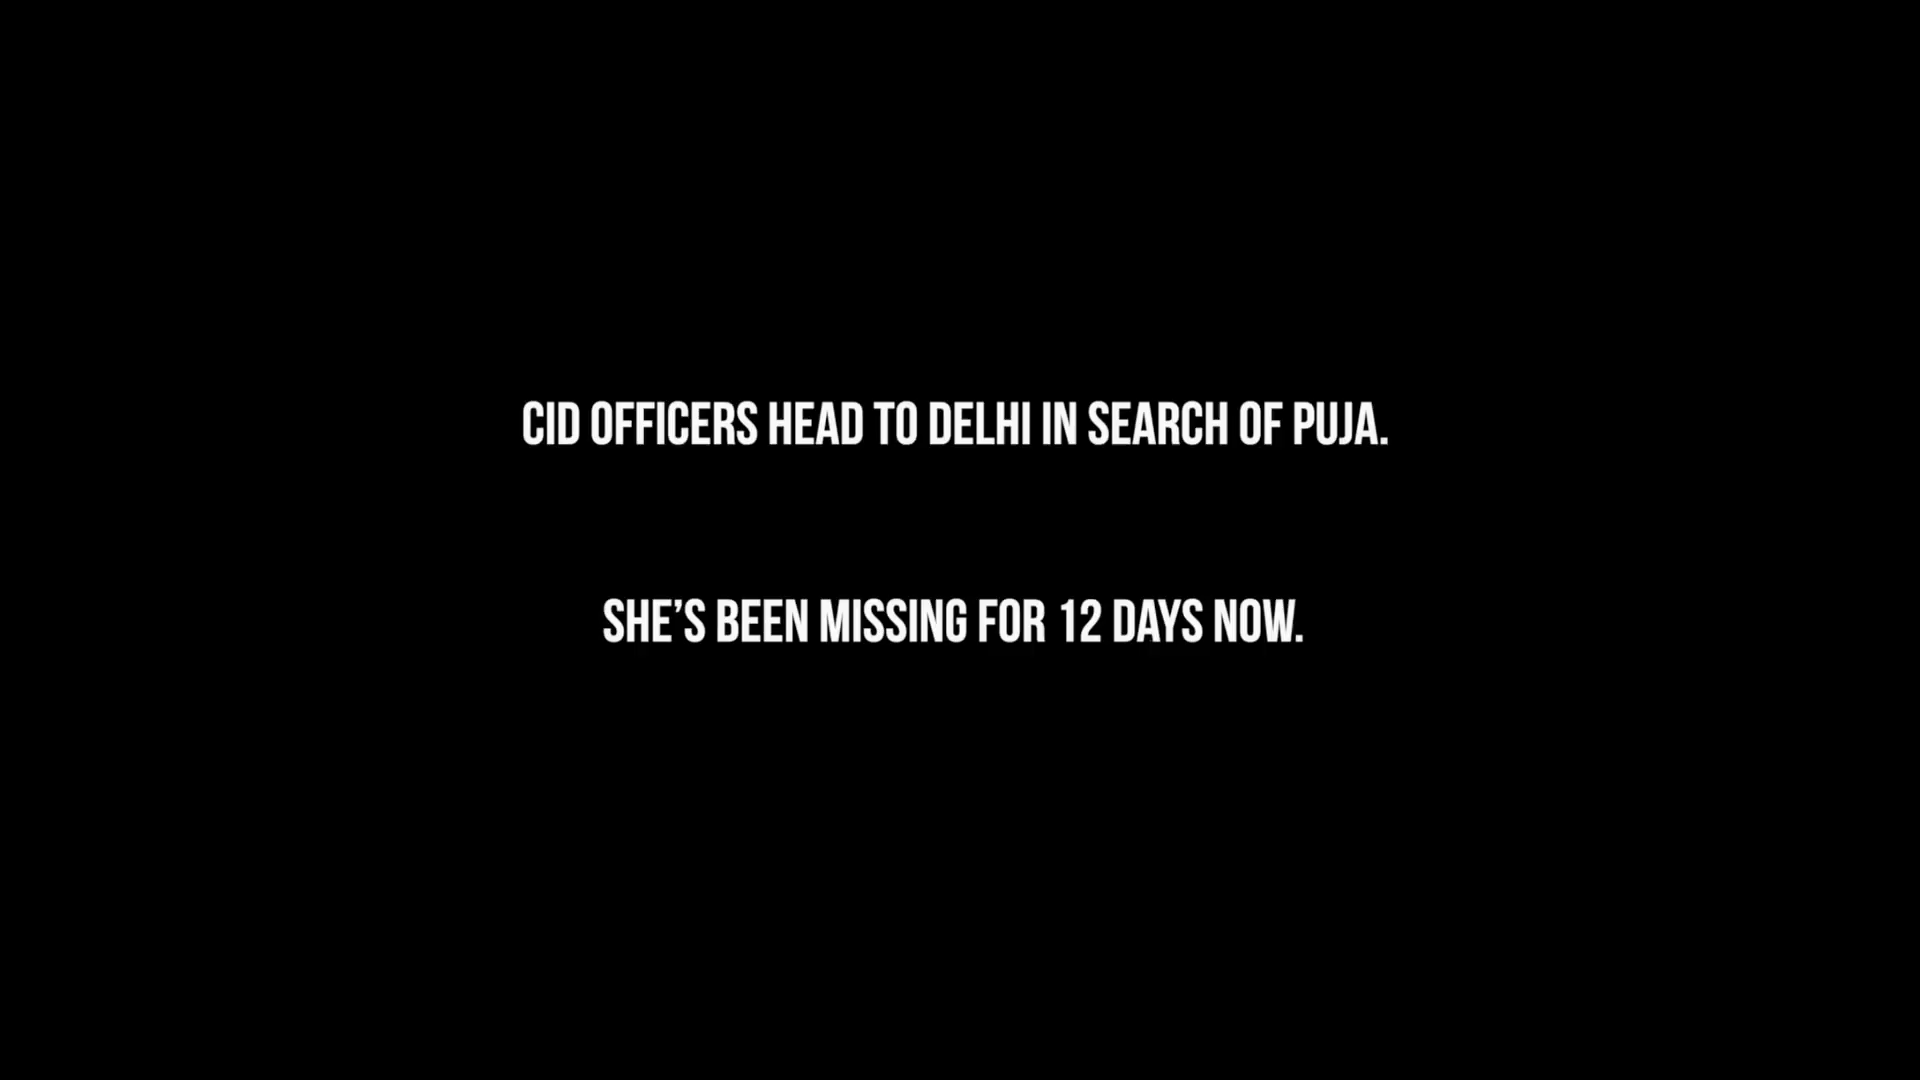 CID OFFICERS HEAD TO DELHI IN SEARCH OF PUJA.
SHE’S BEEN MISSING FOR 12 DAYS NOW.